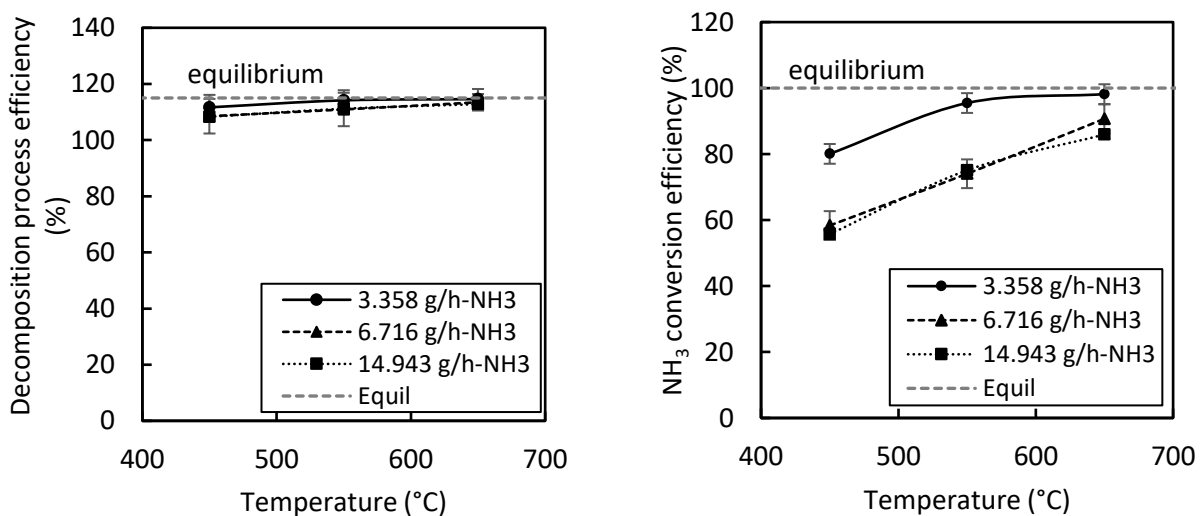 Decomposition process efficiency
(%)
140
120
100
80
60
40
20
0
equilibrium
3.358 g/h-NH3
6.716 g/h-NH3
14.943 g/h-NH3
Equil
400
500
600
700
Temperature (°C)
NH3 conversion efficiency (%)
120
100
80
60
40
20
0
equilibrium
3.358 g/h-NH3
6.716 g/h-NH3
14.943 g/h-NH3
Equil
400
500
600
700
Temperature (°C)